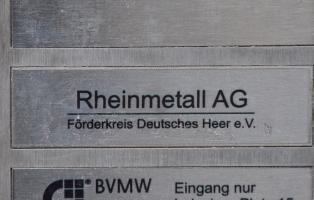 Rheinmetall AG
Förderkreis Deutsches Heer e.V.
® BVMW
Eingang nur